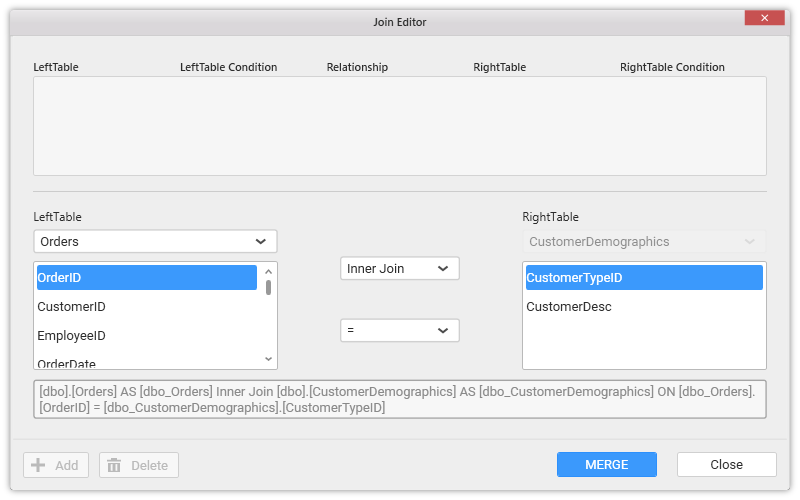 Join Editor
LeftTable LeftTable Condition Relationship RightTable RightTable Condition
LeftTable RightTable
Orders CustomerDemographics
OrderID Inner Join CustomerTypeID
CustomerID CustomerDesc
EmployeeID =
OrderDate
[dbo].[Orders] AS [dbo_Orders] Inner Join [dbo].[CustomerDemographics] AS [dbo_CustomerDemographics] ON [dbo_Orders].
[OrderID] = [dbo_CustomerDemographics].[CustomerTypeID]
Add Delete MERGE Close